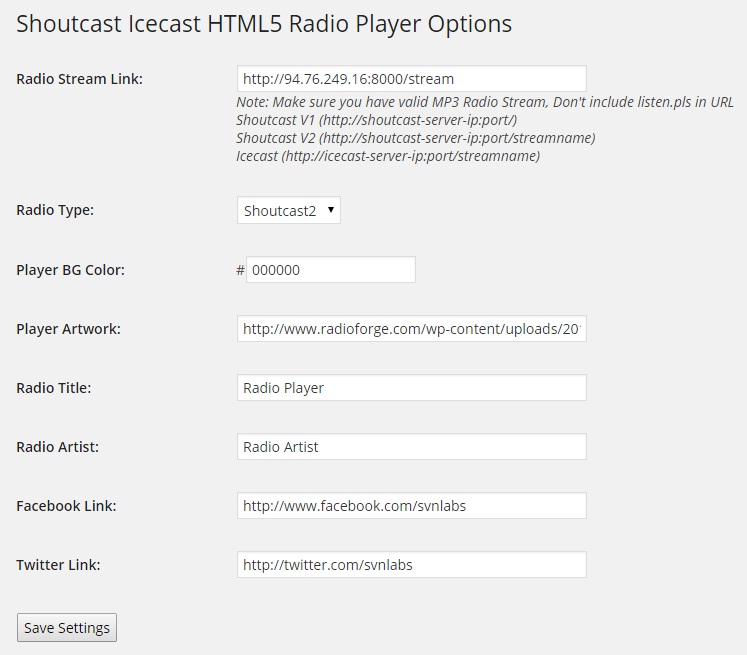 Shoutcast Icecast HTML5 Radio Player Options
Radio Stream Link: http://94.76.249.16:8000/stream
Note: Make sure you have valid MP3 Radio Stream, Don't include listen.pls in URL
Shoutcast V1 (http://shoutcast-server-ip:port/)
Shoutcast V2 (http://shoutcast-server-ip:port/streamname)
Icecast (http://icecast-server-ip:port/streamname)
Radio Type: Shoutcast2
Player BG Color: # 000000
Player Artwork: http://www.radioforge.com/wp-content/uploads/20
Radio Title: Radio Player
Radio Artist: Radio Artist
Facebook Link: http://www.facebook.com/svnlabs
Twitter Link: http://twitter.com/svnlabs
Save Settings